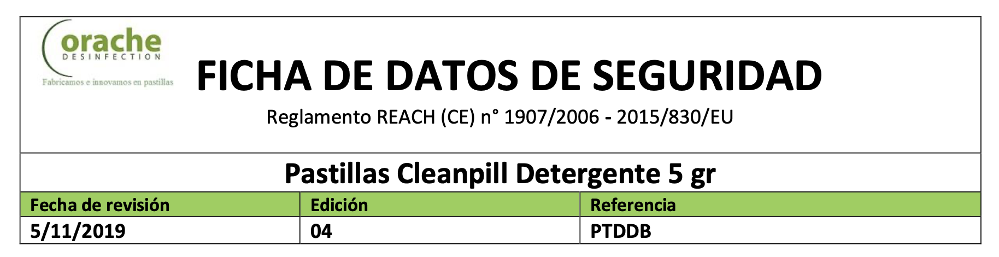 orache
DESINFECTION
Fabricamos e innovamos en pastillas
FICHA DE DATOS DE SEGURIDAD
Reglamento REACH (CE) n° 1907/2006 - 2015/830/EU
Pastillas Cleanpill Detergente 5 gr
Fecha de revisión Edición Referencia
5/11/2019 04 PTDDB